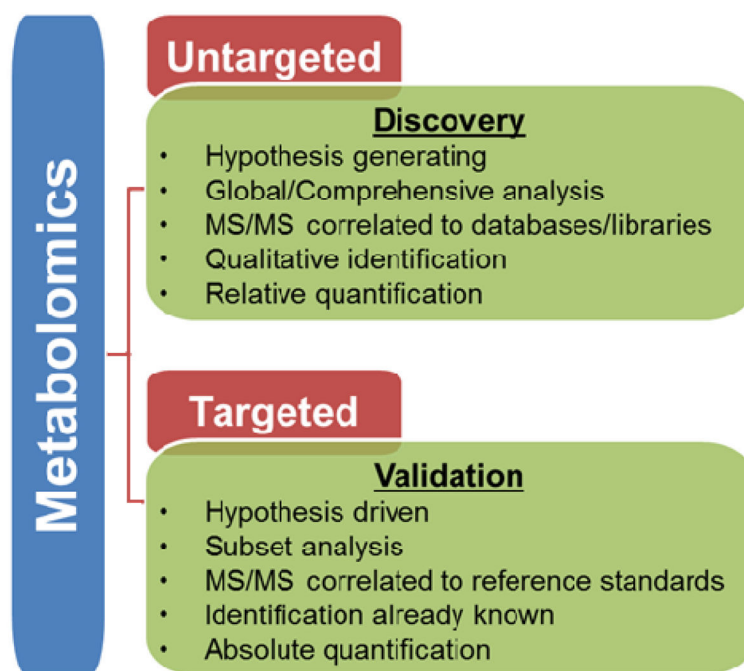 Metabolomics
Untargeted
Discovery
• Hypothesis generating
• Global/Comprehensive analysis
• MS/MS correlated to databases/libraries
• Qualitative identification
• Relative quantification
Targeted
Validation
• Hypothesis driven
• Subset analysis
• MS/MS correlated to reference standards
• Identification already known
• Absolute quantification